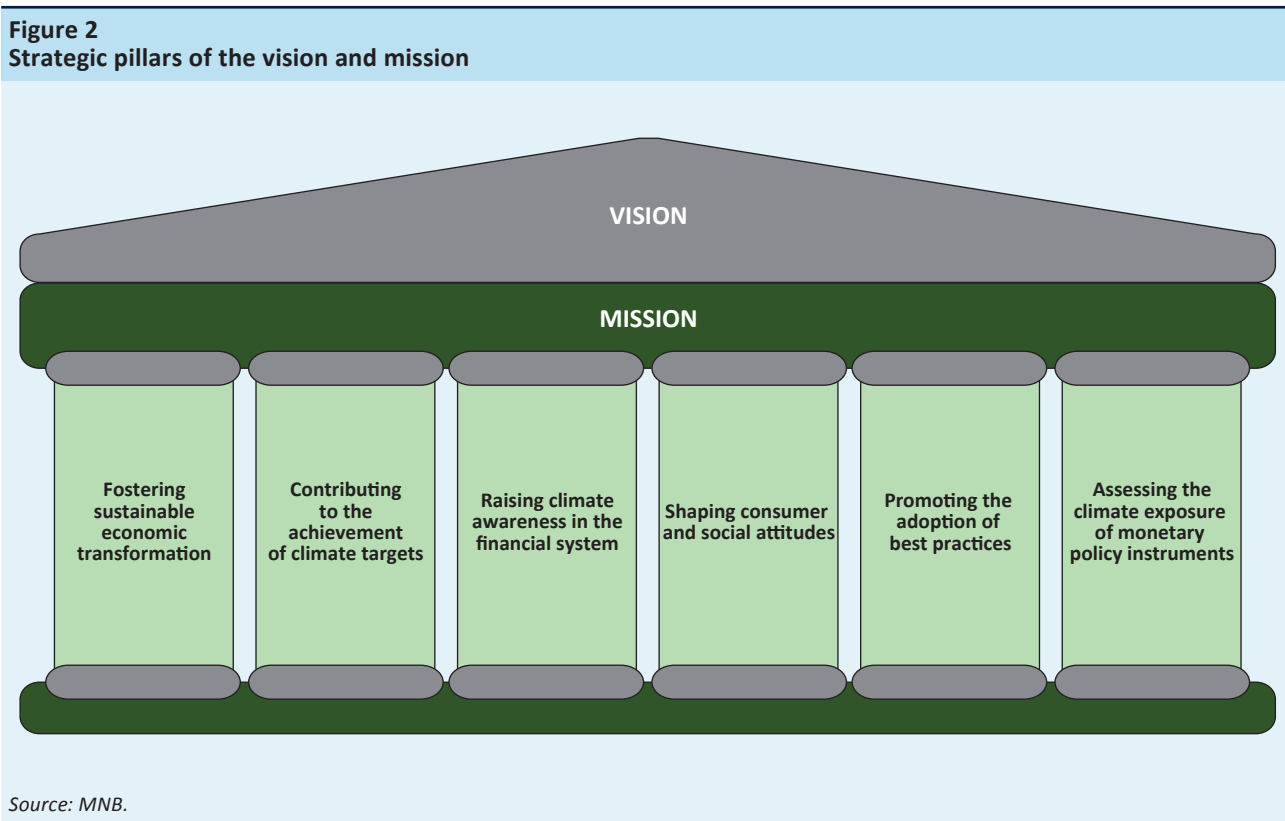 Figure 2
Strategic pillars of the vision and mission
VISION
MISSION
Fostering
sustainable
economic
transformation
Contributing
to the
achievement
of climate targets
Raising climate
awareness in the
financial system
Shaping consumer
and social attitudes
Promoting the
adoption of
best practices
Assessing the
climate exposure
of monetary
policy instruments
Source: MNB.